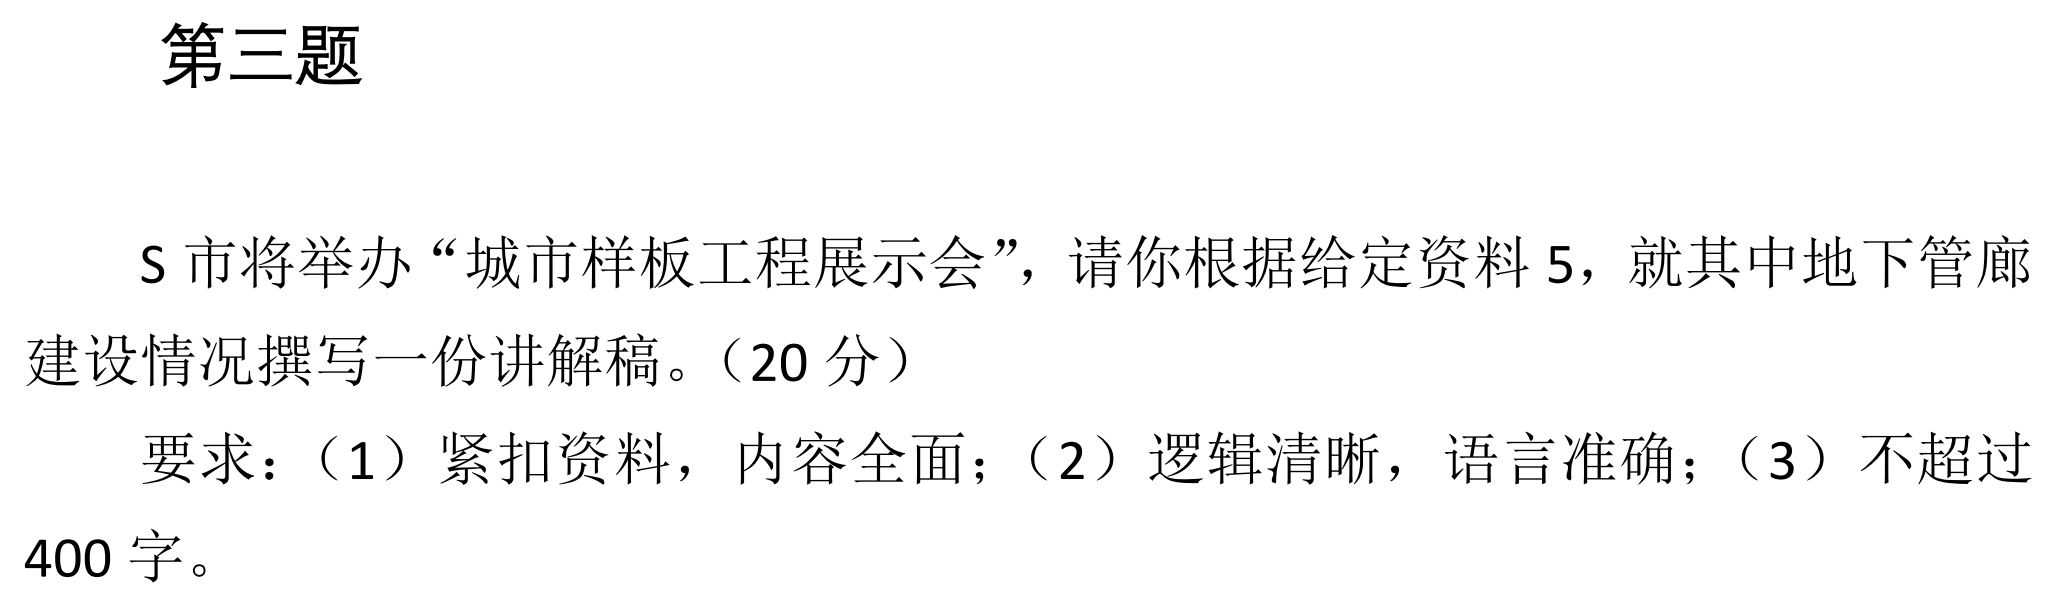 第三题
S 市将举办“城市样板工程展示会”，请你根据给定资料 5，就其中地下管廊
建设情况撰写一份讲解稿。（20 分）
要求：（1）紧扣资料，内容全面；（2）逻辑清晰，语言准确；（3）不超过
400 字。